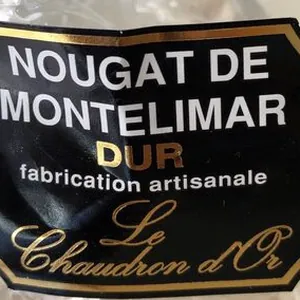 NOUGAT DE
MONTELIMAR
DUR
fabrication artisanale
Le
Chaudron d'Or